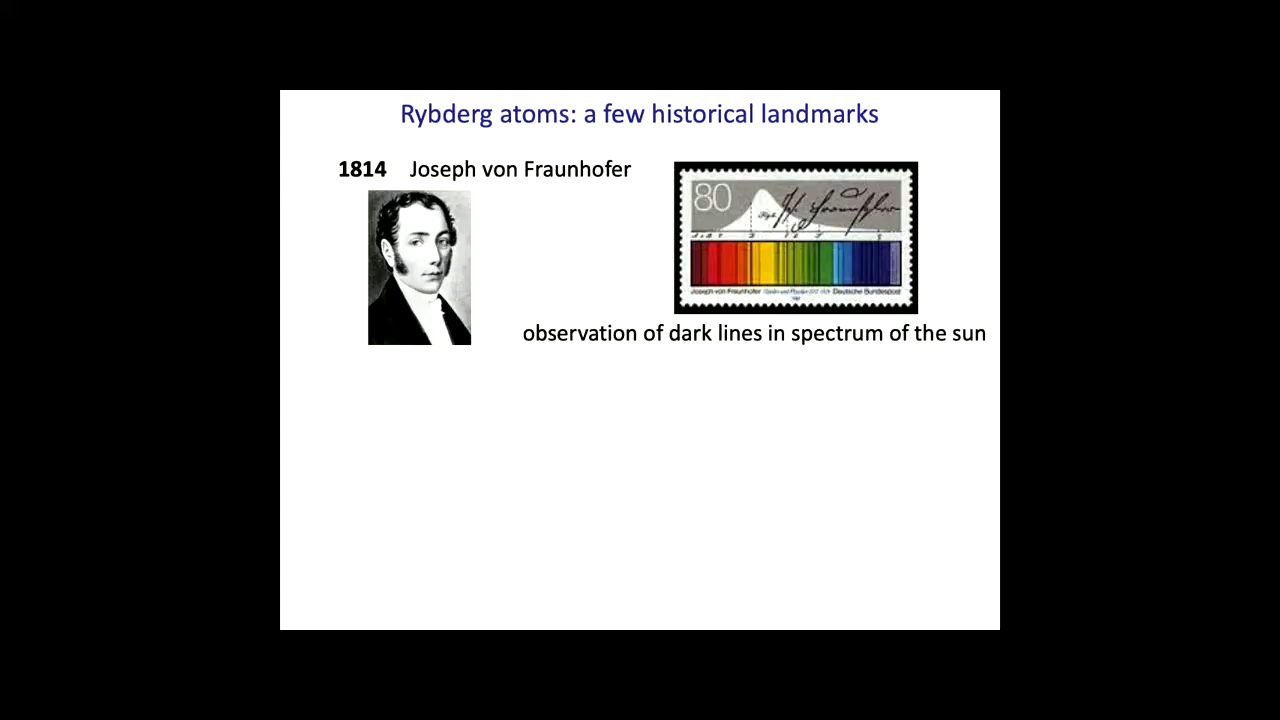 Rybderg atoms: a few historical landmarks
1814 Joseph von Fraunhofer
80
Joseph von Fraunhofer
Deutsche Bundespost
observation of dark lines in spectrum of the sun